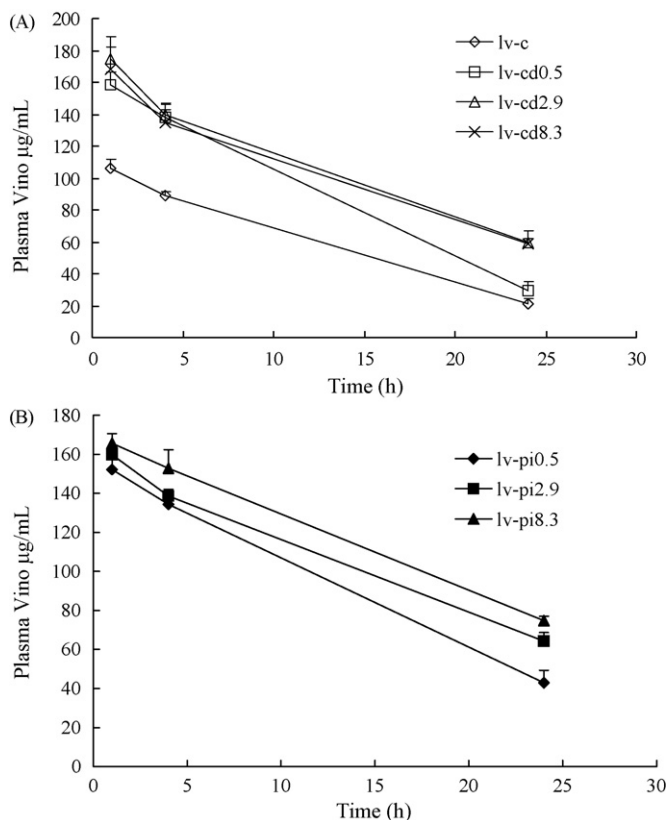 (A)
lv-c
lv-cd0.5
lv-cd2.9
lv-cd8.3
Plasma Vino µg/mL
200
180
160
140
120
100
80
60
40
20
0
0 5 10 15 20 25 30
Time (h)
(B)
lv-pi0.5
lv-pi2.9
lv-pi8.3
Plasma Vino µg/mL
180
160
140
120
100
80
60
40
20
0
0 5 10 15 20 25 30
Time (h)